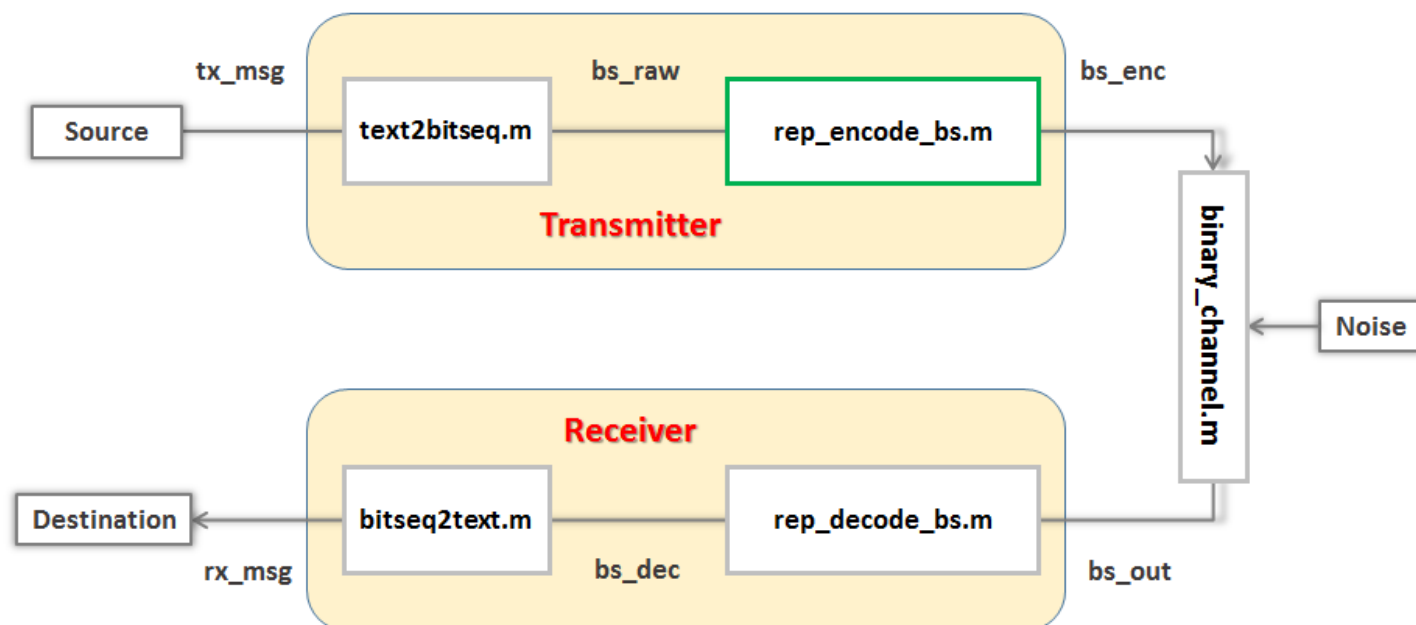 tx_msg
bs_raw
bs_enc
Source
text2bitseq.m
rep_encode_bs.m
Transmitter
binary_channel.m
Noise
Receiver
Destination
bitseq2text.m
rep_decode_bs.m
rx_msg
bs_dec
bs_out